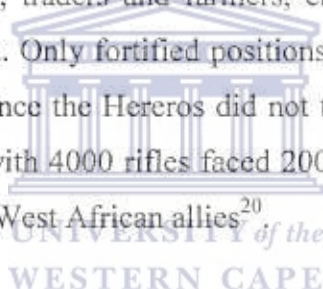 , traders and farmers, e
. Only fortified positions
nce the Hereros did not
with 4000 rifles faced 200
West African allies20.
UNIVERSITY of the
WESTERN CAPE